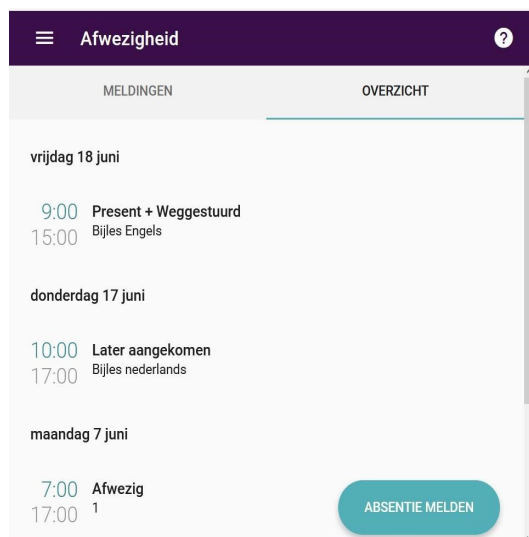 Afwezigheid ?
MELDINGEN OVERZICHT
vrijdag 18 juni
9:00 Present + Weggestuurd
15:00 Bijles Engels
donderdag 17 juni
10:00 Later aangekomen
17:00 Bijles nederlands
maandag 7 juni
7:00 Afwezig
17:00 1
ABSENTIE MELDEN